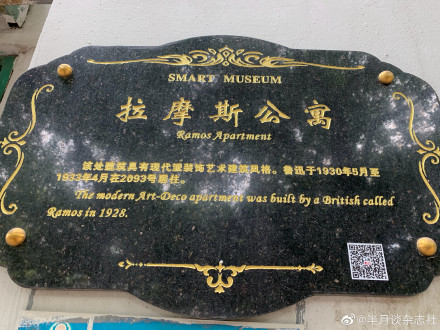 SMART MUSEUM
拉摩斯公寓
Ramos Apartment
该处建筑具有现代型装饰艺术建筑风格。鲁迅于1930年5月至
1933年4月在2093号居住。
The modern Art-Deco apartment was built by a British called
Ramos in 1928.
@半月谈杂志社